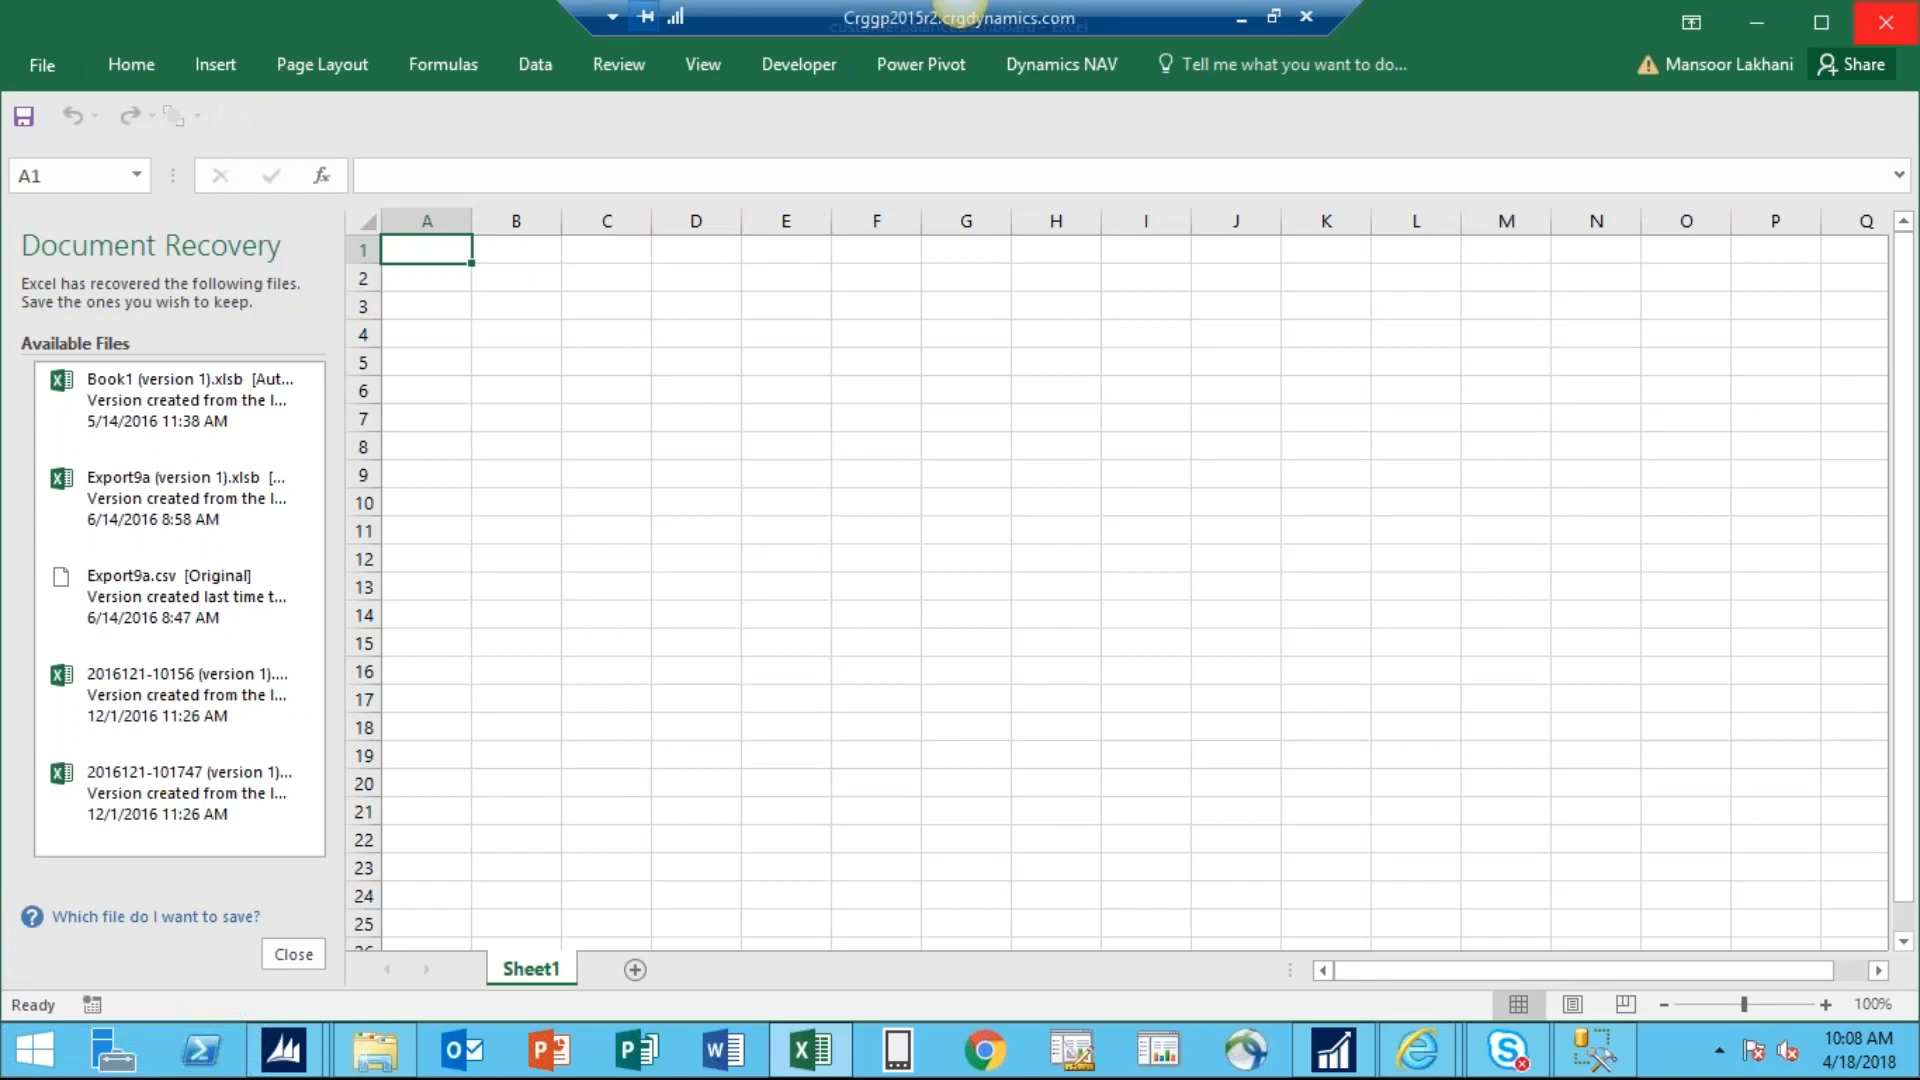 Crggp2015r2.crgdynamics.com
File Home Insert Page Layout Formulas Data Review View Developer Power Pivot Dynamics NAV Tell me what you want to do... Mansoor Lakhani Share
A1 fx
Document Recovery
Excel has recovered the following files.
Save the ones you wish to keep.
Available Files
Book1 (version 1).xlsb [Aut...
Version created from the l...
5/14/2016 11:38 AM
Export9a (version 1).xlsb [...
Version created from the l...
6/14/2016 8:58 AM
Export9a.csv [Original]
Version created last time t...
6/14/2016 8:47 AM
2016121-10156 (version 1)....
Version created from the l...
12/1/2016 11:26 AM
2016121-101747 (version 1)...
Version created from the l...
12/1/2016 11:26 AM
Which file do I want to save?
Close
A B C D E F G H I J K L M N O P Q
1
2
3
4
5
6
7
8
9
10
11
12
13
14
15
16
17
18
19
20
21
22
23
24
25
26
Sheet1
Ready 100%
10:08 AM
4/18/2018